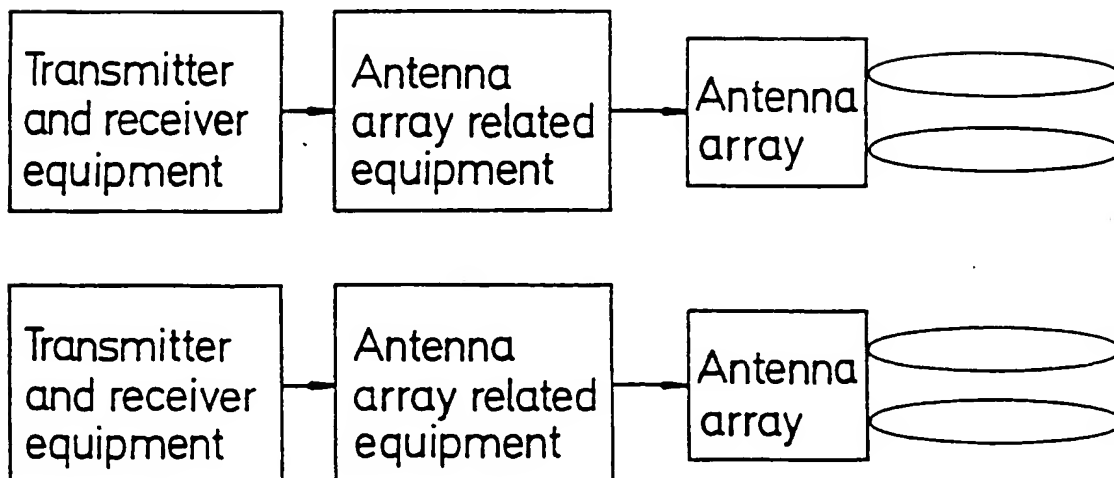 Transmitter
and receiver
equipment
Antenna
array related
equipment
Antenna
array
Transmitter
and receiver
equipment
Antenna
array related
equipment
Antenna
array